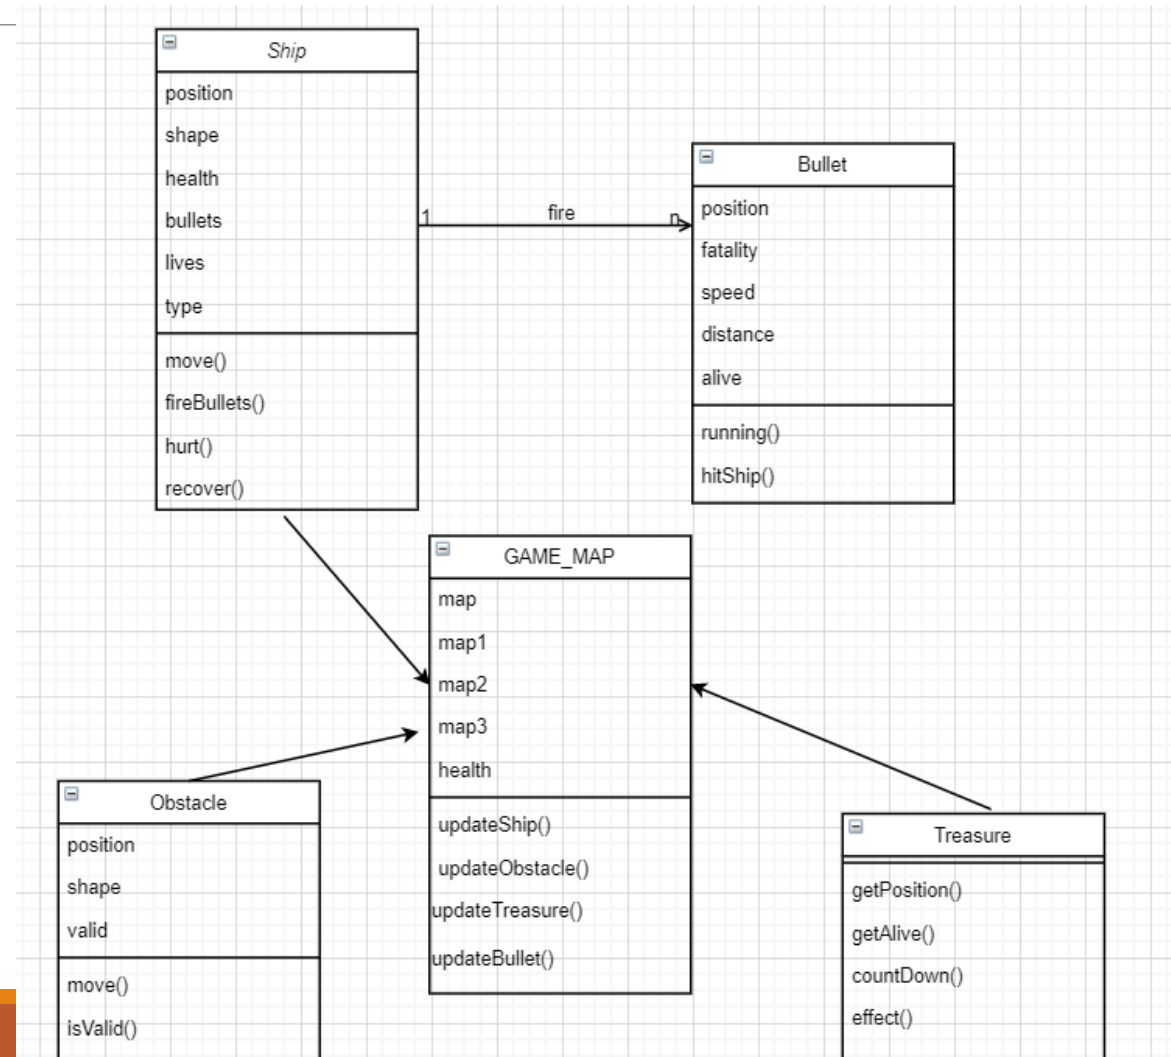 Ship
position
shape
health
bullets
lives
type
move()
fireBullets()
hurt()
recover()
1
fire
n
Bullet
position
fatality
speed
distance
alive
running()
hitShip()
GAME_MAP
map
map1
map2
map3
health
updateShip()
updateObstacle()
updateTreasure()
updateBullet()
Obstacle
position
shape
valid
move()
isValid()
Treasure
getPosition()
getAlive()
countDown()
effect()